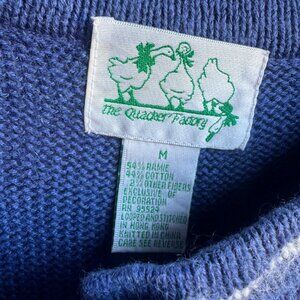 the Quacker Factory
M
54% RAMIE
44% COTTON
2% OTHER FIBERS
EXCLUSIVE OF
DECORATION
RN 95524
LOOPED AND STITCHED
IN HONG KONG
KNITTED IN CHINA
CARE SEE REVERSE